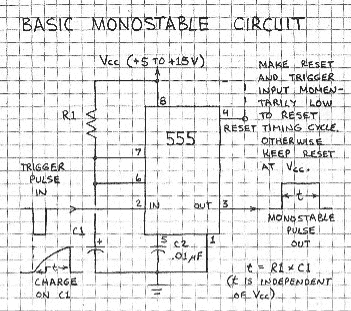 BASIC MONOSTABLE CIRCUIT
Vcc (+5 TO +15V)
MAKE RESET
AND TRIGGER
INPUT MOMEN-
TARILY LOW
TO RESET
TIMING CYCLE.
OTHERWISE
KEEP RESET
AT Vcc.
R1
8
4
555
RESET
7
TRIGGER
PULSE
IN
6
2
IN
OUT
3
t
MONOSTABLE
PULSE
OUT
C1
+
5
C2
.01µF
1
t
CHARGE
ON C1
t = R1 × C1
(t IS INDEPENDENT
OF Vcc)